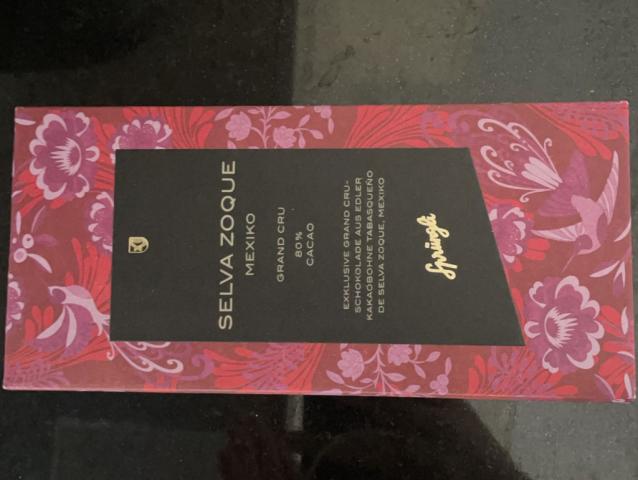 SELVA ZOQUE
MEXIKO
GRAND CRU
80%
CACAO
EXKLUSIVE GRAND CRU-
SCHOKOLADE AUS EDLER
KAKAOBOHNE TABASQUEÑO
DE SELVA ZOQUE, MEXIKO
Sprüngli